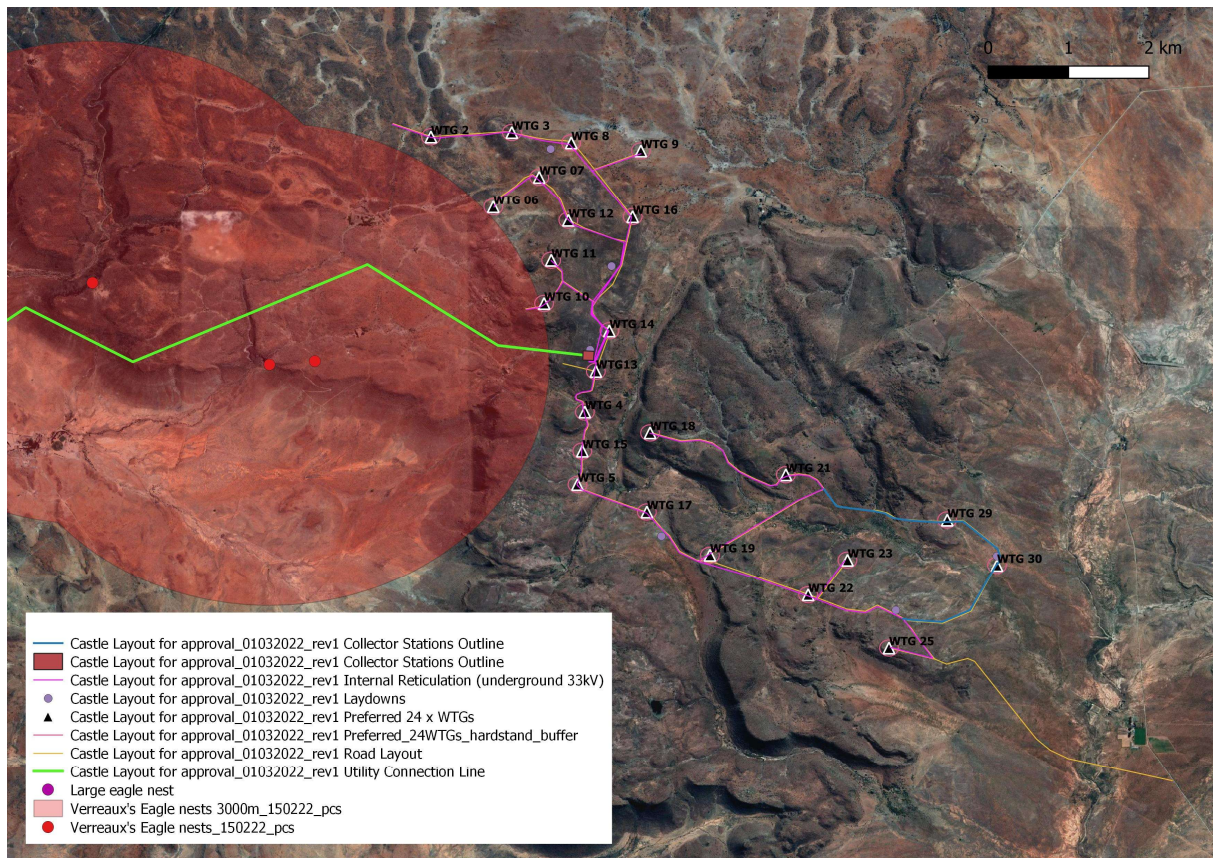 0 1 2 km
WTG 2
WTG 3
WTG 8
WTG 9
WTG 07
WTG 06
WTG 12
WTG 16
WTG 11
WTG 10
WTG 14
WTG13
WTG 4
WTG 18
WTG 15
WTG 21
WTG 5
WTG 17
WTG 29
WTG 19
WTG 23
WTG 30
WTG 22
WTG 25
Castle Layout for approval_01032022_rev1 Collector Stations Outline
Castle Layout for approval_01032022_rev1 Collector Stations Outline
Castle Layout for approval_01032022_rev1 Internal Reticulation (underground 33kV)
Castle Layout for approval_01032022_rev1 Laydowns
Castle Layout for approval_01032022_rev1 Preferred 24 x WTGs
Castle Layout for approval_01032022_rev1 Preferred_24WTGs_hardstand_buffer
Castle Layout for approval_01032022_rev1 Road Layout
Castle Layout for approval_01032022_rev1 Utility Connection Line
Large eagle nest
Verreaux's Eagle nests 3000m_150222_pcs
Verreaux's Eagle nests_150222_pcs